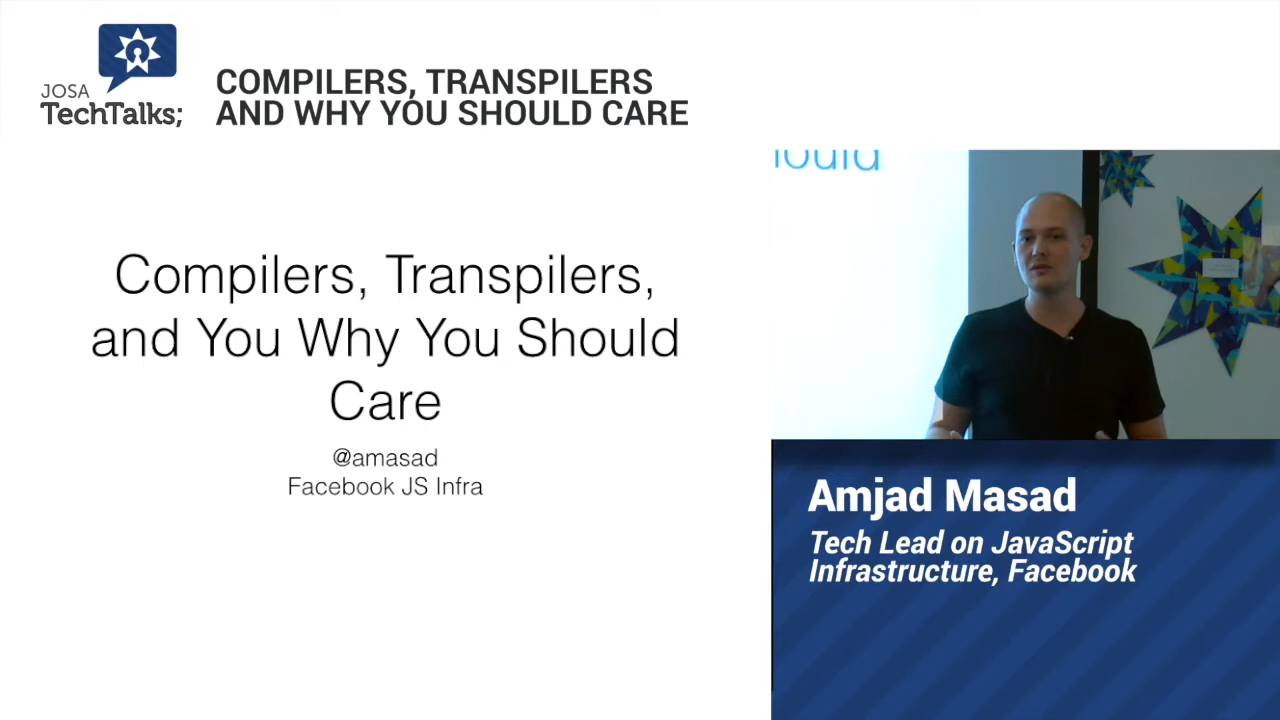 JOSA
TechTalks;
COMPILERS, TRANSPILERS
AND WHY YOU SHOULD CARE
Compilers, Transpilers,
and You Why You Should
Care
@amasad
Facebook JS Infra
hould
Amjad Masad
Tech Lead on JavaScript
Infrastructure, Facebook